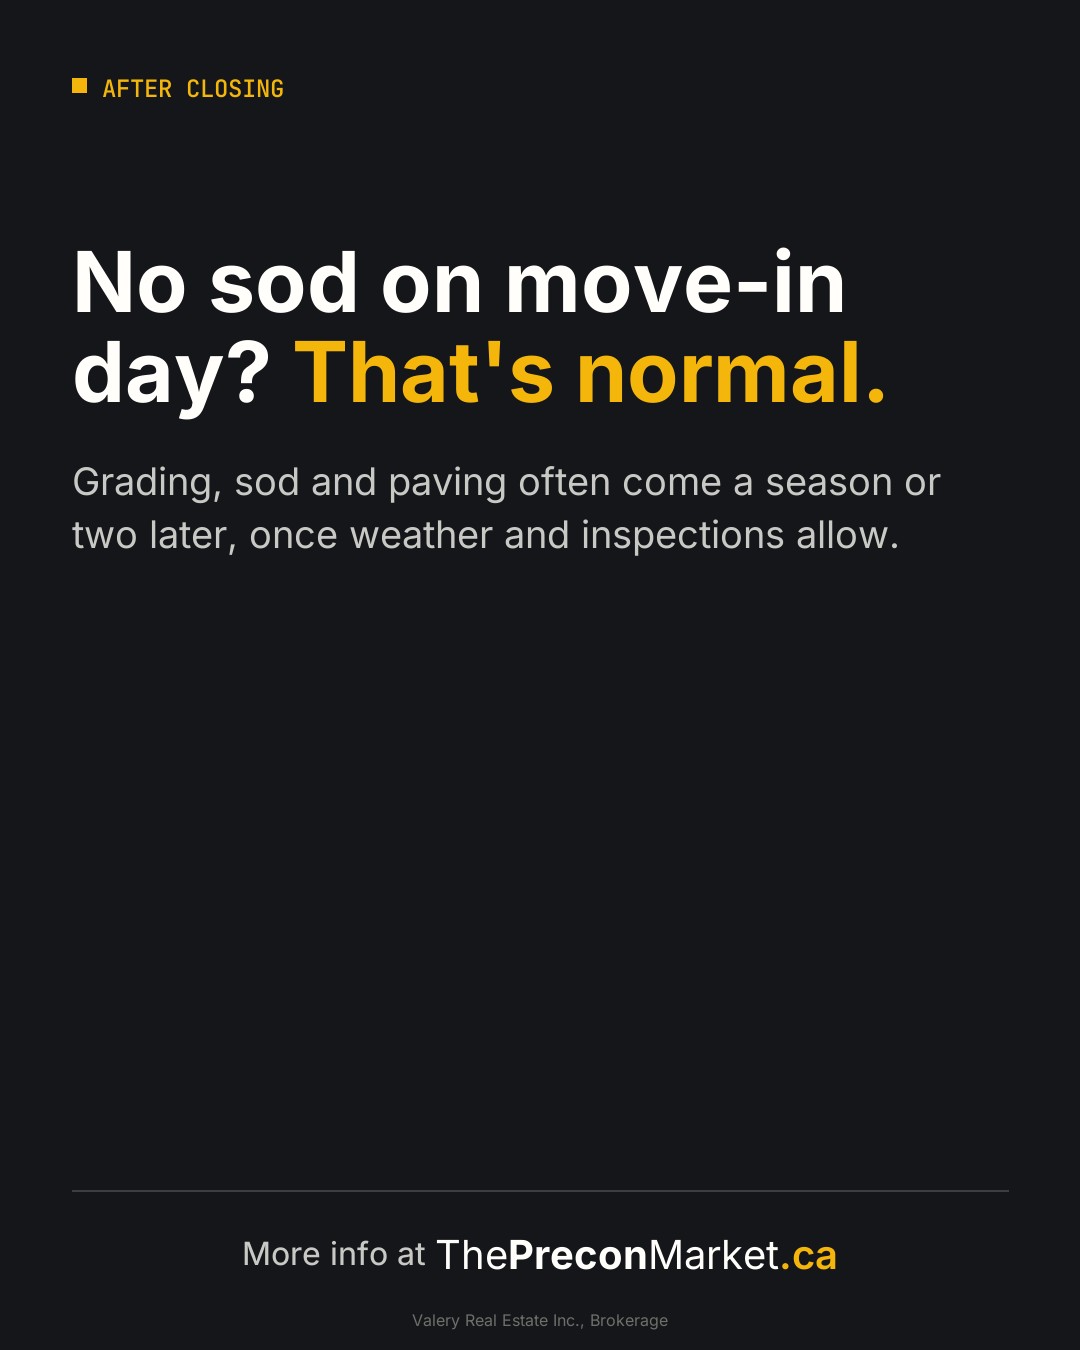 AFTER CLOSING
No sod on move-in
day? That's normal.
Grading, sod and paving often come a season or
two later, once weather and inspections allow.
More info at ThePreconMarket.ca
Valery Real Estate Inc., Brokerage